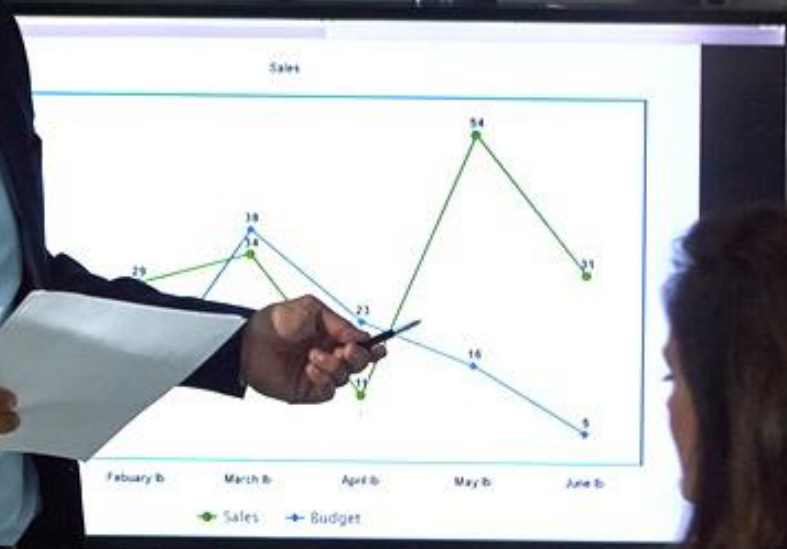 Sales
54
38
34
29
31
23
11
16
Febuary lb
March lb
April lb
May lb
June lb
Sales
Budget